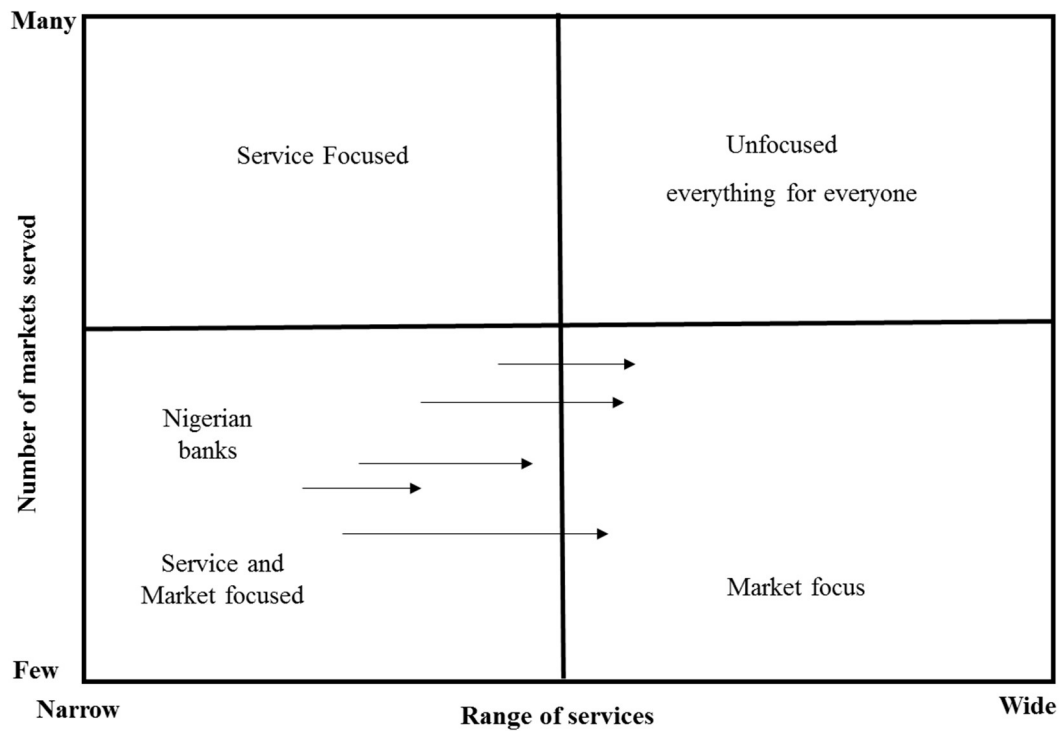 Many
Service Focused
Unfocused
everything for everyone
Number of markets served
Nigerian
banks
Service and
Market focused
Market focus
Few
Narrow
Range of services
Wide